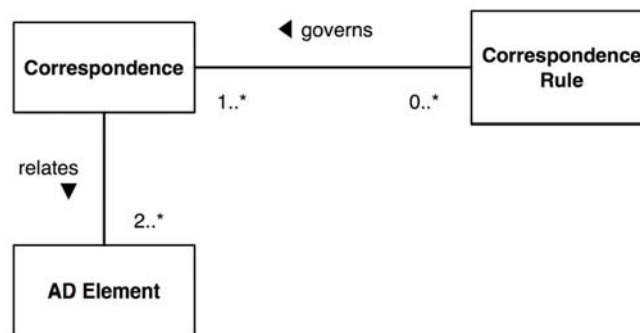 ◀ governs
Correspondence
Correspondence
Rule
1..*
0..*
relates
▼
2..*
AD Element